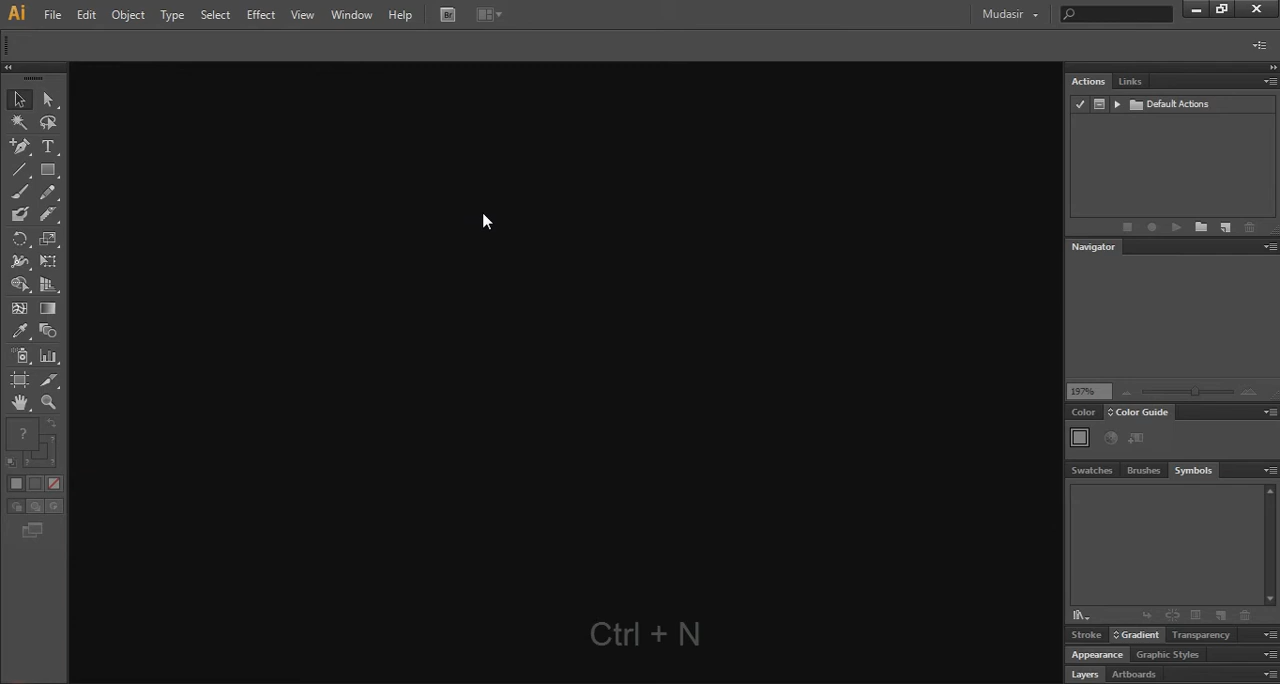 Ai File Edit Object Type Select Effect View Window Help Br Mudasir
Actions Links
Default Actions
T
Navigator
197%
Color Color Guide
?
Swatches Brushes Symbols
Ctrl + N
Stroke Gradient Transparency
Appearance Graphic Styles
Layers Artboards